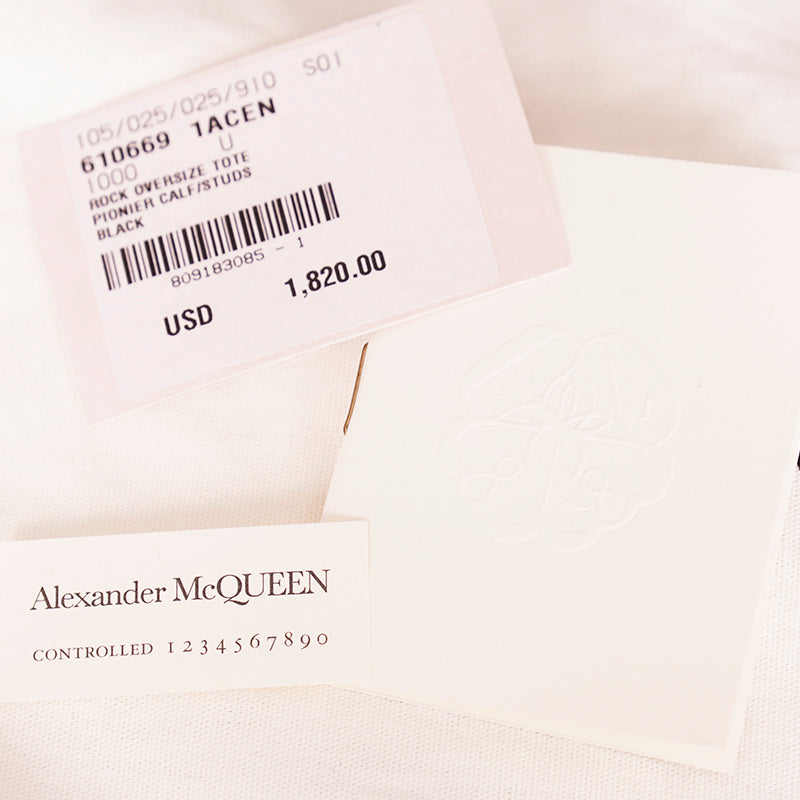 105/025/025/910 S01
610669 1ACEN
1000 U
ROCK OVERSIZE TOTE
PIONIER CALF/STUDS
BLACK
809183085 - 1
USD 1,820.00
Alexander McQUEEN
CONTROLLED 1 2 3 4 5 6 7 8 9 0